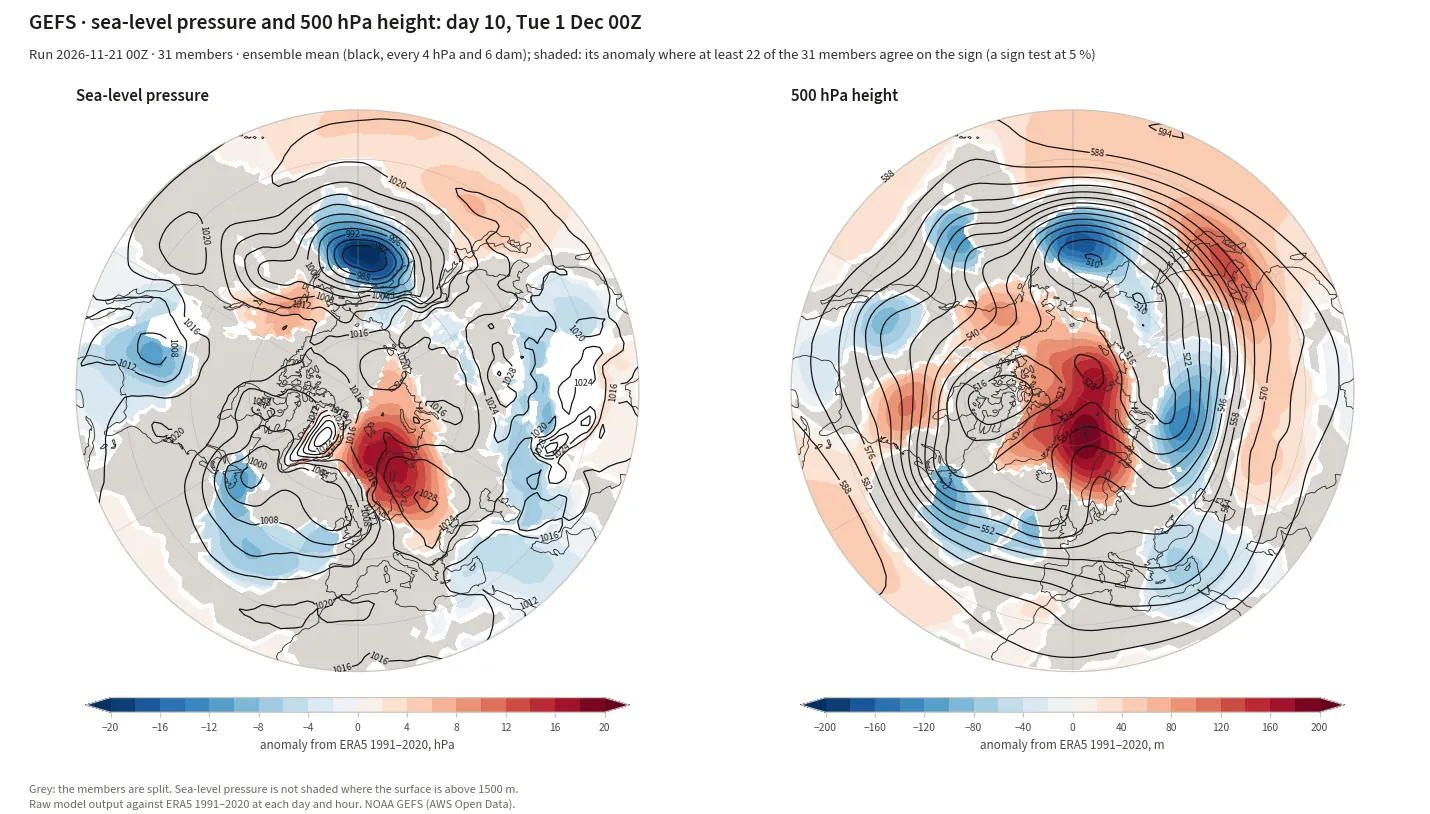 GEFS · sea-level pressure and 500 hPa height: day 10, Tue 1 Dec 00Z
Run 2026-11-21 00Z · 31 members · ensemble mean (black, every 4 hPa and 6 dam); shaded: its anomaly where at least 22 of the 31 members agree on the sign (a sign test at 5 %)
Sea-level pressure
500 hPa height
−20 −16 −12 −8 −4 0 4 8 12 16 20
anomaly from ERA5 1991–2020, hPa
−200 −160 −120 −80 −40 0 40 80 120 160 200
anomaly from ERA5 1991–2020, m
Grey: the members are split. Sea-level pressure is not shaded where the surface is above 1500 m.
Raw model output against ERA5 1991–2020 at each day and hour. NOAA GEFS (AWS Open Data).